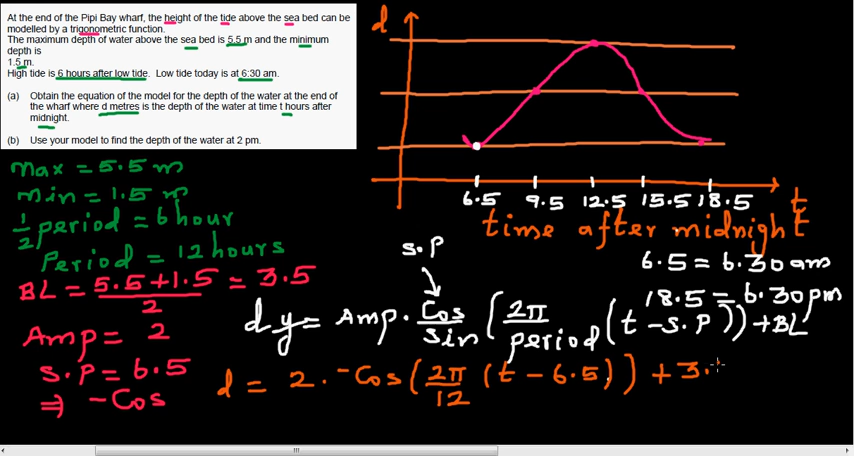 At the end of the Pipi Bay wharf, the height of the tide above the sea bed can be
modelled by a trigonometric function.
The maximum depth of water above the sea bed is 5.5 m and the minimum
depth is
1.5 m.
High tide is 6 hours after low tide. Low tide today is at 6:30 am.
(a) Obtain the equation of the model for the depth of the water at the end of
the wharf where d metres is the depth of the water at time t hours after
midnight.
(b) Use your model to find the depth of the water at 2 pm.
d
6.5 9.5 12.5 15.5 18.5 t
time after midnight t
6.5 = 6.30am
18.5 = 6.30pm
max = 5.5 m
min = 1.5 m
1/2 period = 6 hour
Period = 12 hours
BL = (5.5+1.5)/2 = 3.5
Amp = 2
S.P = 6.5
⇒ -Cos
S.P
d y = Amp . Cos/Sin (2π/period (t - S.P)) + BL
d = 2 . -Cos (2π/12 (t - 6.5)) + 3.